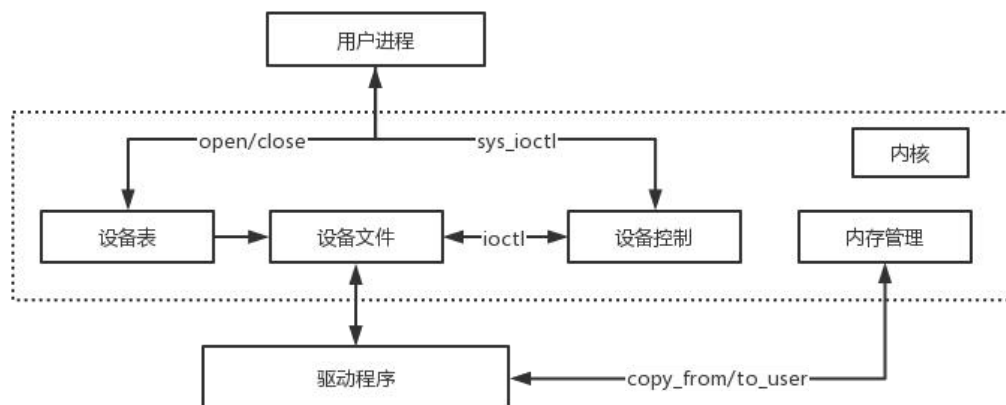 用户进程
open/close
sys_ioctl
内核
设备表
设备文件
ioctl
设备控制
内存管理
驱动程序
copy_from/to_user